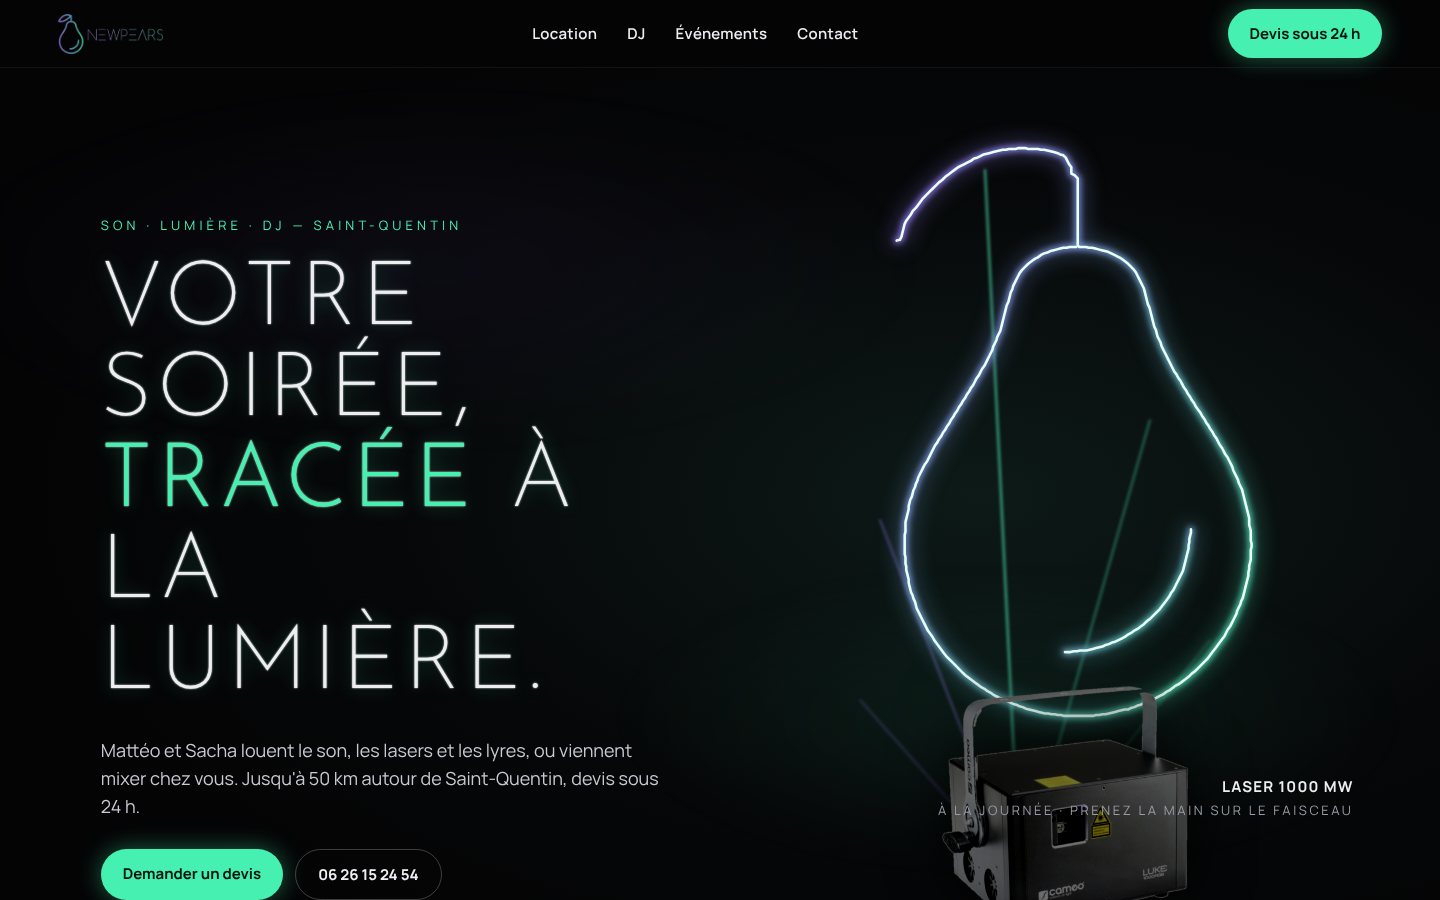 NEWPEARS
Location
DJ
Événements
Contact
Devis sous 24 h
SON · LUMIÈRE · DJ — SAINT-QUENTIN
VOTRE
SOIRÉE,
TRACÉE À
LA
LUMIÈRE.
Mattéo et Sacha louent le son, les lasers et les lyres, ou viennent
mixer chez vous. Jusqu'à 50 km autour de Saint-Quentin, devis sous
24 h.
Demander un devis
06 26 15 24 54
LASER 1000 MW
À LA JOURNÉE · PRENEZ LA MAIN SUR LE FAISCEAU
cameo
LUKE
cameo